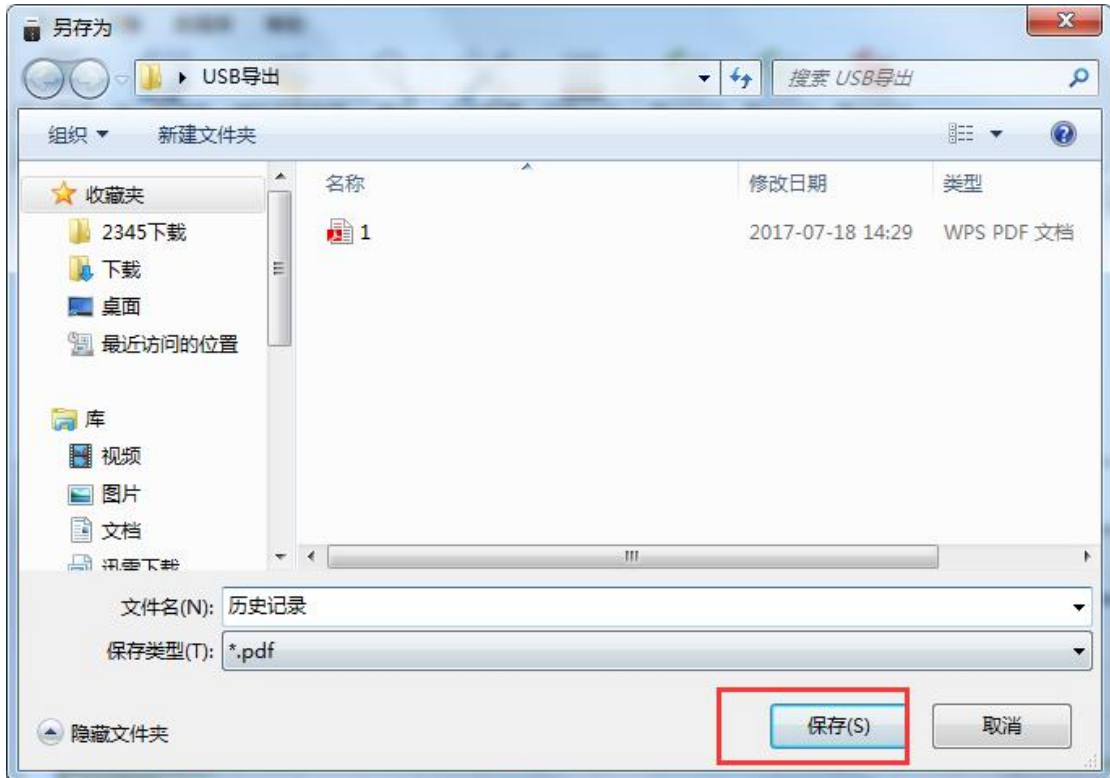 另存为
USB导出
搜索 USB导出
组织
新建文件夹
收藏夹
2345下载
下载
桌面
最近访问的位置
库
视频
图片
文档
迅雷下载
名称 修改日期 类型
1 2017-07-18 14:29 WPS PDF 文档
文件名(N): 历史记录
保存类型(T): *.pdf
隐藏文件夹
保存(S)
取消